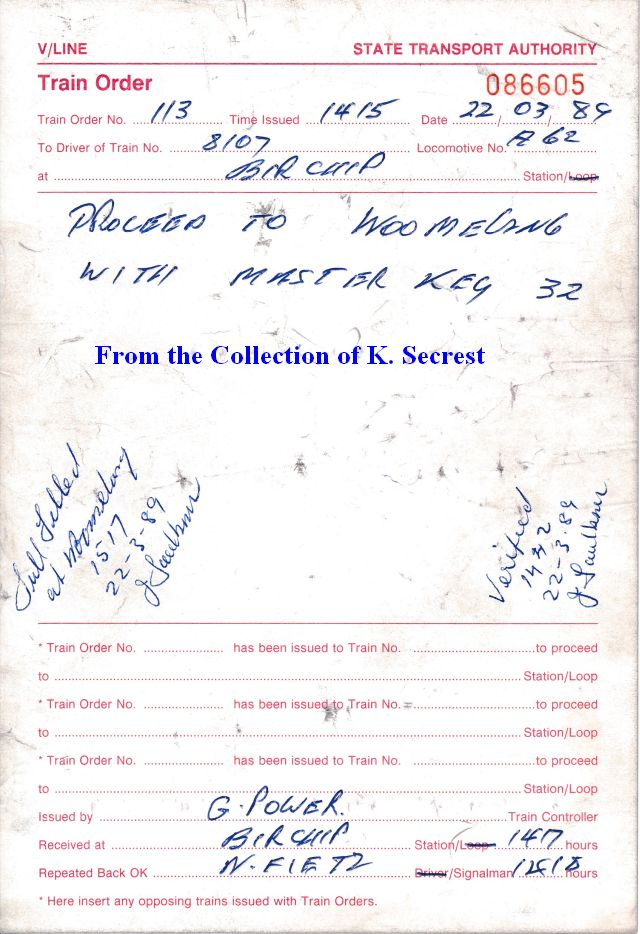 V/LINE STATE TRANSPORT AUTHORITY
Train Order 086605
Train Order No. 113 Time Issued 1415 Date 22/03/89
To Driver of Train No. 8107 Locomotive No. A62
at BIRCHIP Station/Loop
PROCEED TO WOOMELANG
WITH MASTER KEY 32
From the Collection of K. Secrest
Full Filled
at Woomelang
1517
22-3-89
J Faulkner
Verified
1442
22-3-89
J Faulkner
* Train Order No. has been issued to Train No. to proceed
to Station/Loop
* Train Order No. has been issued to Train No. to proceed
to Station/Loop
* Train Order No. has been issued to Train No. to proceed
to Station/Loop
Issued by G. POWER. Train Controller
Received at BIRCHIP Station/Loop 1417 hours
Repeated Back OK N. FIETZ Driver/Signalman 1418 hours
* Here insert any opposing trains issued with Train Orders.